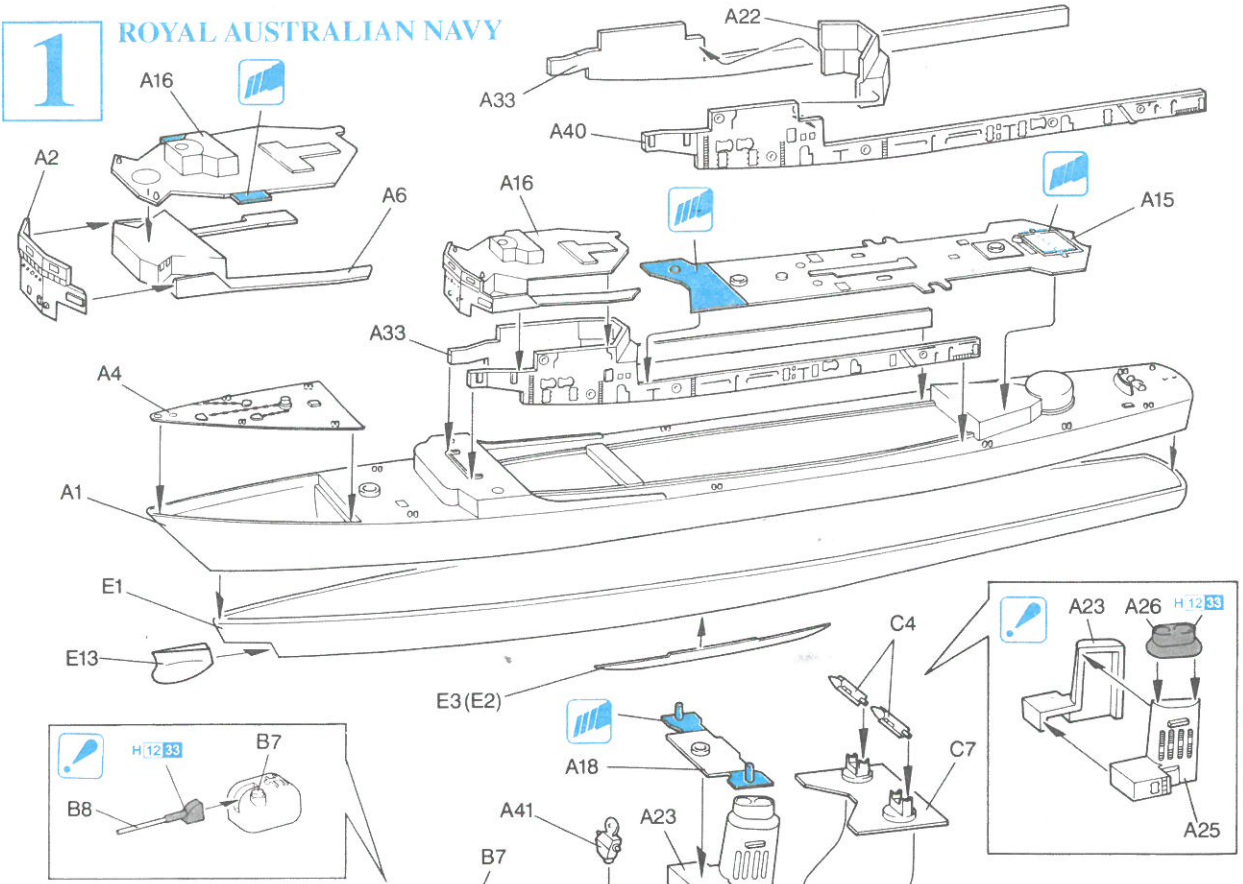 1
ROYAL AUSTRALIAN NAVY
A16
A2
A6
A22
A33
A40
A16
A15
A33
A4
A1
E1
E13
E3(E2)
C4
A18
C7
A41
A23
B7
H 12 33
B7
B8
A23
A26
H 12 33
A25